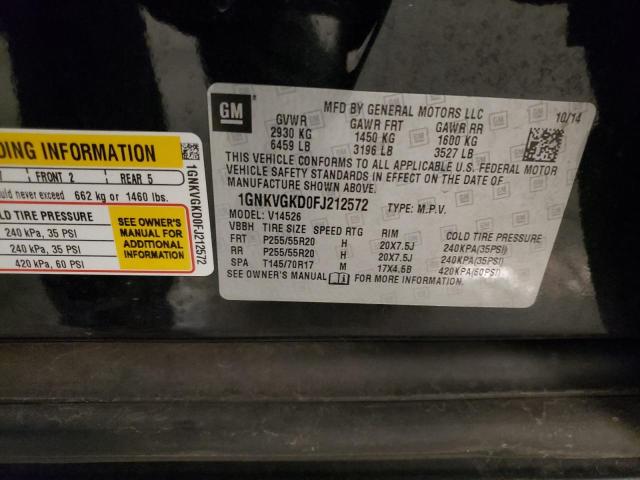 DING INFORMATION
FRONT 2 REAR 5
ould never exceed 662 kg or 1460 lbs.
LD TIRE PRESSURE
240 kPa, 35 PSI
240 kPa, 35 PSI
420 kPa, 60 PSI
SEE OWNER'S
MANUAL FOR
ADDITIONAL
INFORMATION
1GNKVGKD0FJ212572
GM
MFD BY GENERAL MOTORS LLC
10/14
GVWR GAWR FRT GAWR RR
2930 KG 1450 KG 1600 KG
6459 LB 3196 LB 3527 LB
THIS VEHICLE CONFORMS TO ALL APPLICABLE U.S. FEDERAL MOTOR
VEHICLE SAFETY STANDARDS IN EFFECT ON THE DATE OF
MANUFACTURE SHOWN ABOVE.
1GNKVGKD0FJ212572 TYPE: M.P.V.
MODEL: V14526
VBBH TIRE SIZE SPEED RTG RIM COLD TIRE PRESSURE
FRT P255/55R20 H 20X7.5J 240KPA(35PSI)
RR P255/55R20 H 20X7.5J 240KPA(35PSI)
SPA T145/70R17 M 17X4.5B 420KPA(60PSI)
SEE OWNER'S MANUAL FOR MORE INFORMATION.